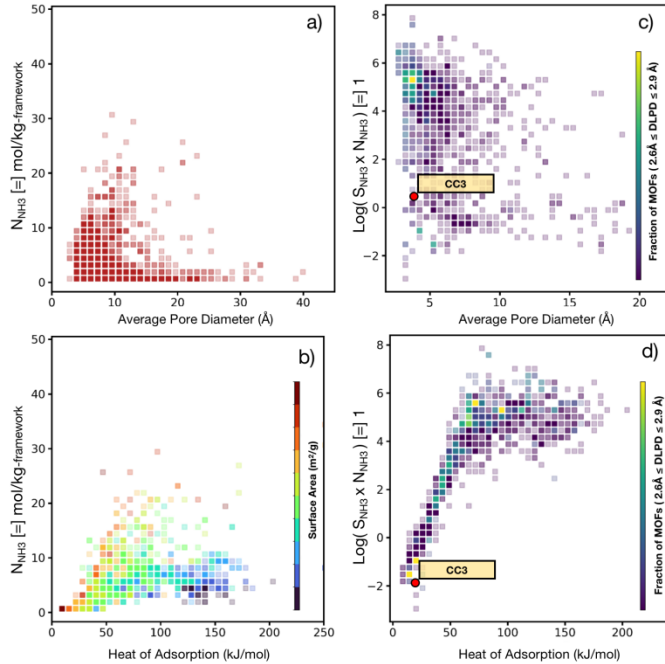 a)
50
40
30
20
10
0
N_NH3 [=] mol/kg-framework
0
10
20
30
40
Average Pore Diameter (Å)
c)
8
6
4
2
0
−2
Log( S_NH3 x N_NH3 ) [=] 1
CC3
5
10
15
20
Average Pore Diameter (Å)
Fraction of MOFs ( 2.6Å ≤ DLPD ≤ 2.9 Å)
b)
50
40
30
20
10
0
N_NH3 [=] mol/kg-framework
Surface Area (m²/g)
0
50
100
150
200
250
Heat of Adsorption (kJ/mol)
d)
8
6
4
2
0
−2
Log( S_NH3 x N_NH3 ) [=] 1
CC3
0
50
100
150
200
Heat of Adsorption (kJ/mol)
Fraction of MOFs ( 2.6Å ≤ DLPD ≤ 2.9 Å)